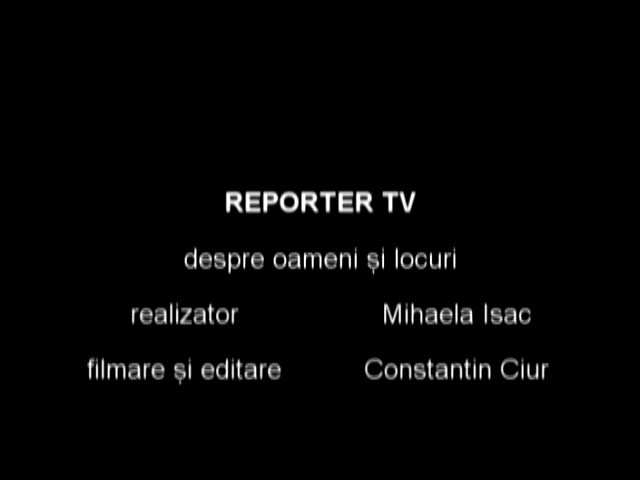 REPORTER TV
despre oameni și locuri
realizator Mihaela Isac
filmare și editare Constantin Ciur